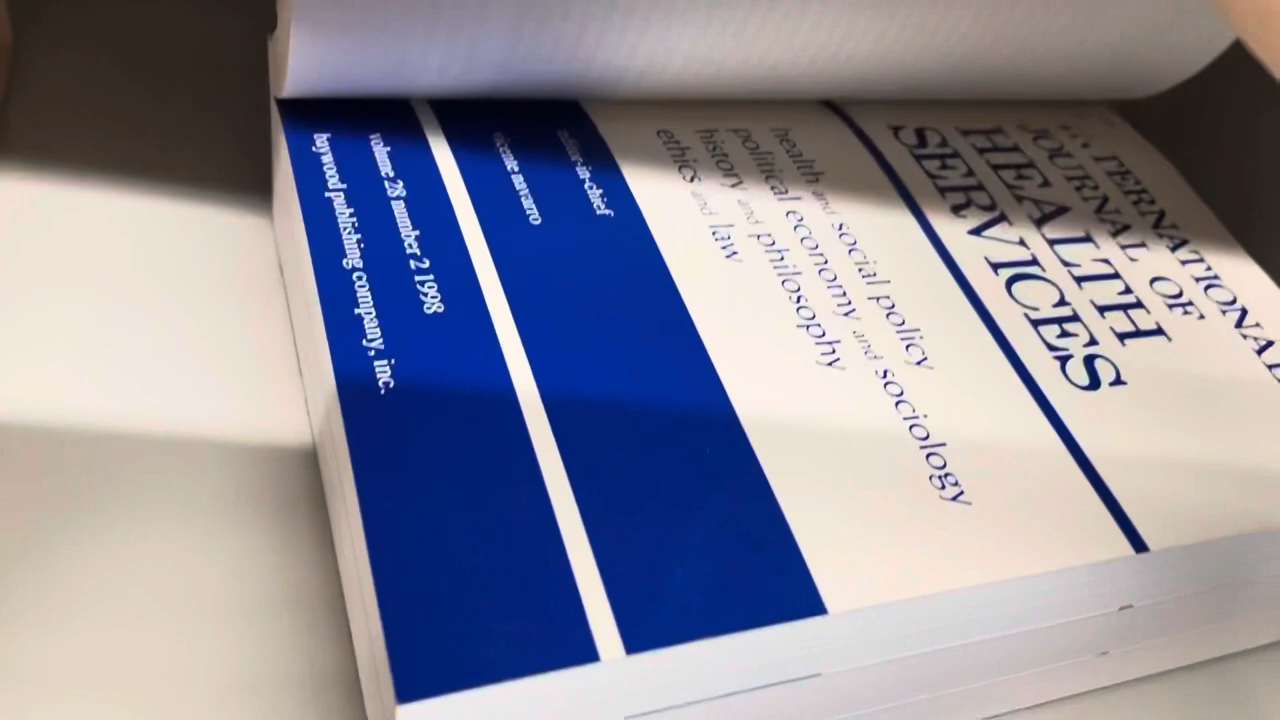 INTERNATIONAL
JOURNAL OF
HEALTH
SERVICES
health and social policy
political economy and sociology
history and philosophy
ethics and law
editor-in-chief
vicente navarro
volume 28 number 2 1998
baywood publishing company, inc.